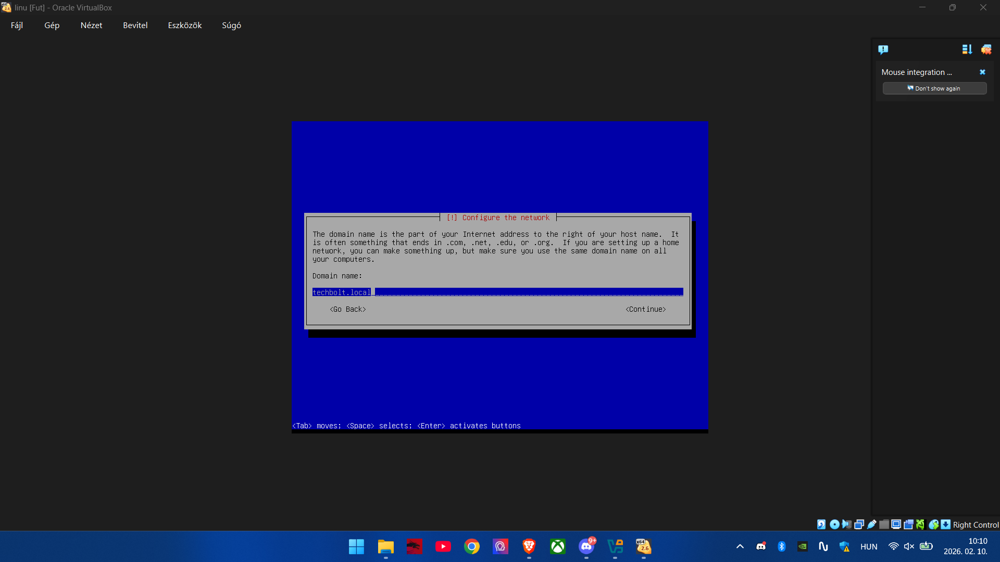 linu [Fut] - Oracle VirtualBox
Fájl Gép Nézet Bevitel Eszközök Súgó
Mouse integration ...
Don't show again
[!] Configure the network
The domain name is the part of your Internet address to the right of your host name. It
is often something that ends in .com, .net, .edu, or .org. If you are setting up a home
network, you can make something up, but make sure you use the same domain name on all
your computers.
Domain name:
techbolt.local
<Go Back> <Continue>
<Tab> moves; <Space> selects; <Enter> activates buttons
Right Control
9+
x64
2.6
HUN
10:10
2026. 02. 10.